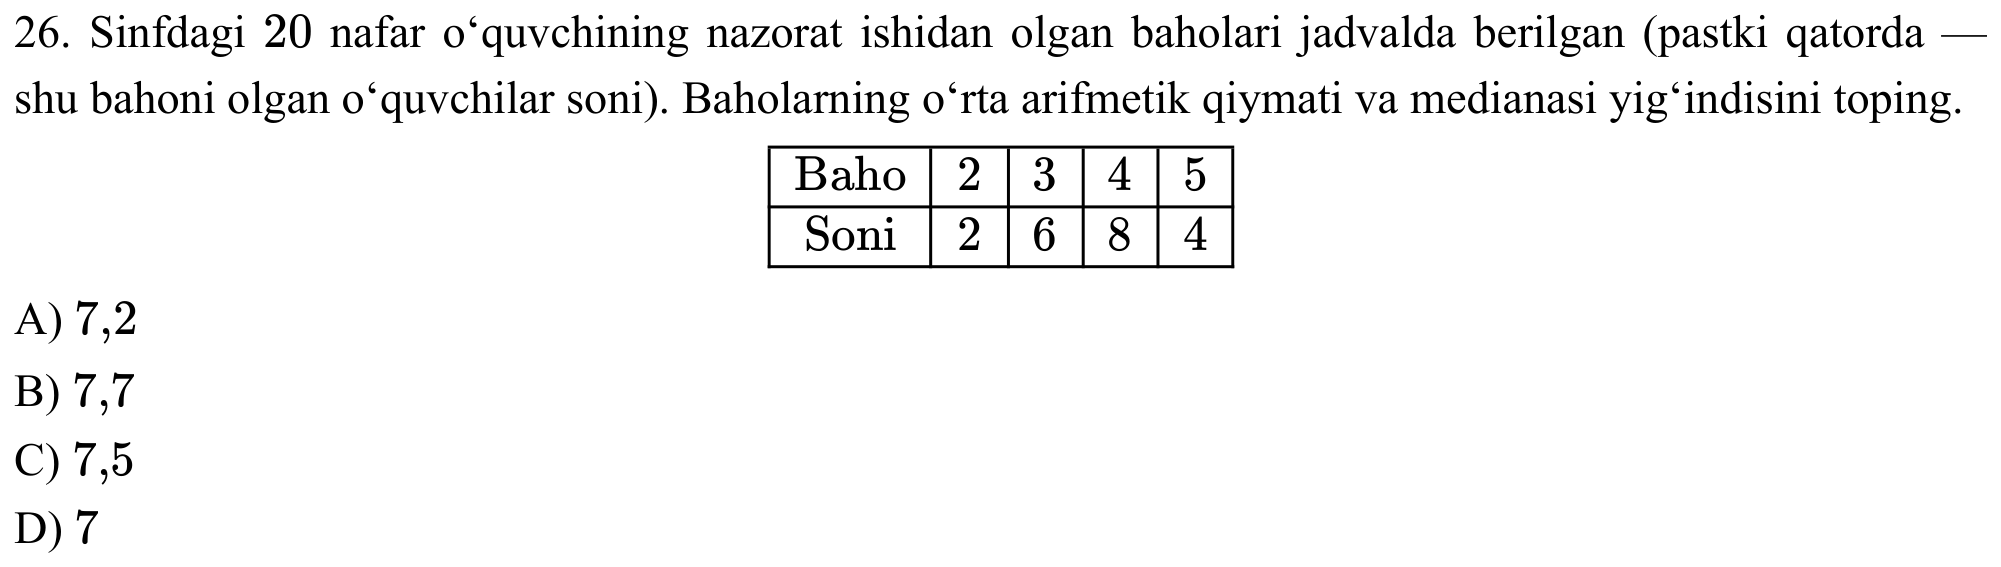 26. Sinfdagi 20 nafar o‘quvchining nazorat ishidan olgan baholari jadvalda berilgan (pastki qatorda —
shu bahoni olgan o‘quvchilar soni). Baholarning o‘rta arifmetik qiymati va medianasi yig‘indisini toping.
Baho 2 3 4 5
Soni 2 6 8 4
A) 7,2
B) 7,7
C) 7,5
D) 7